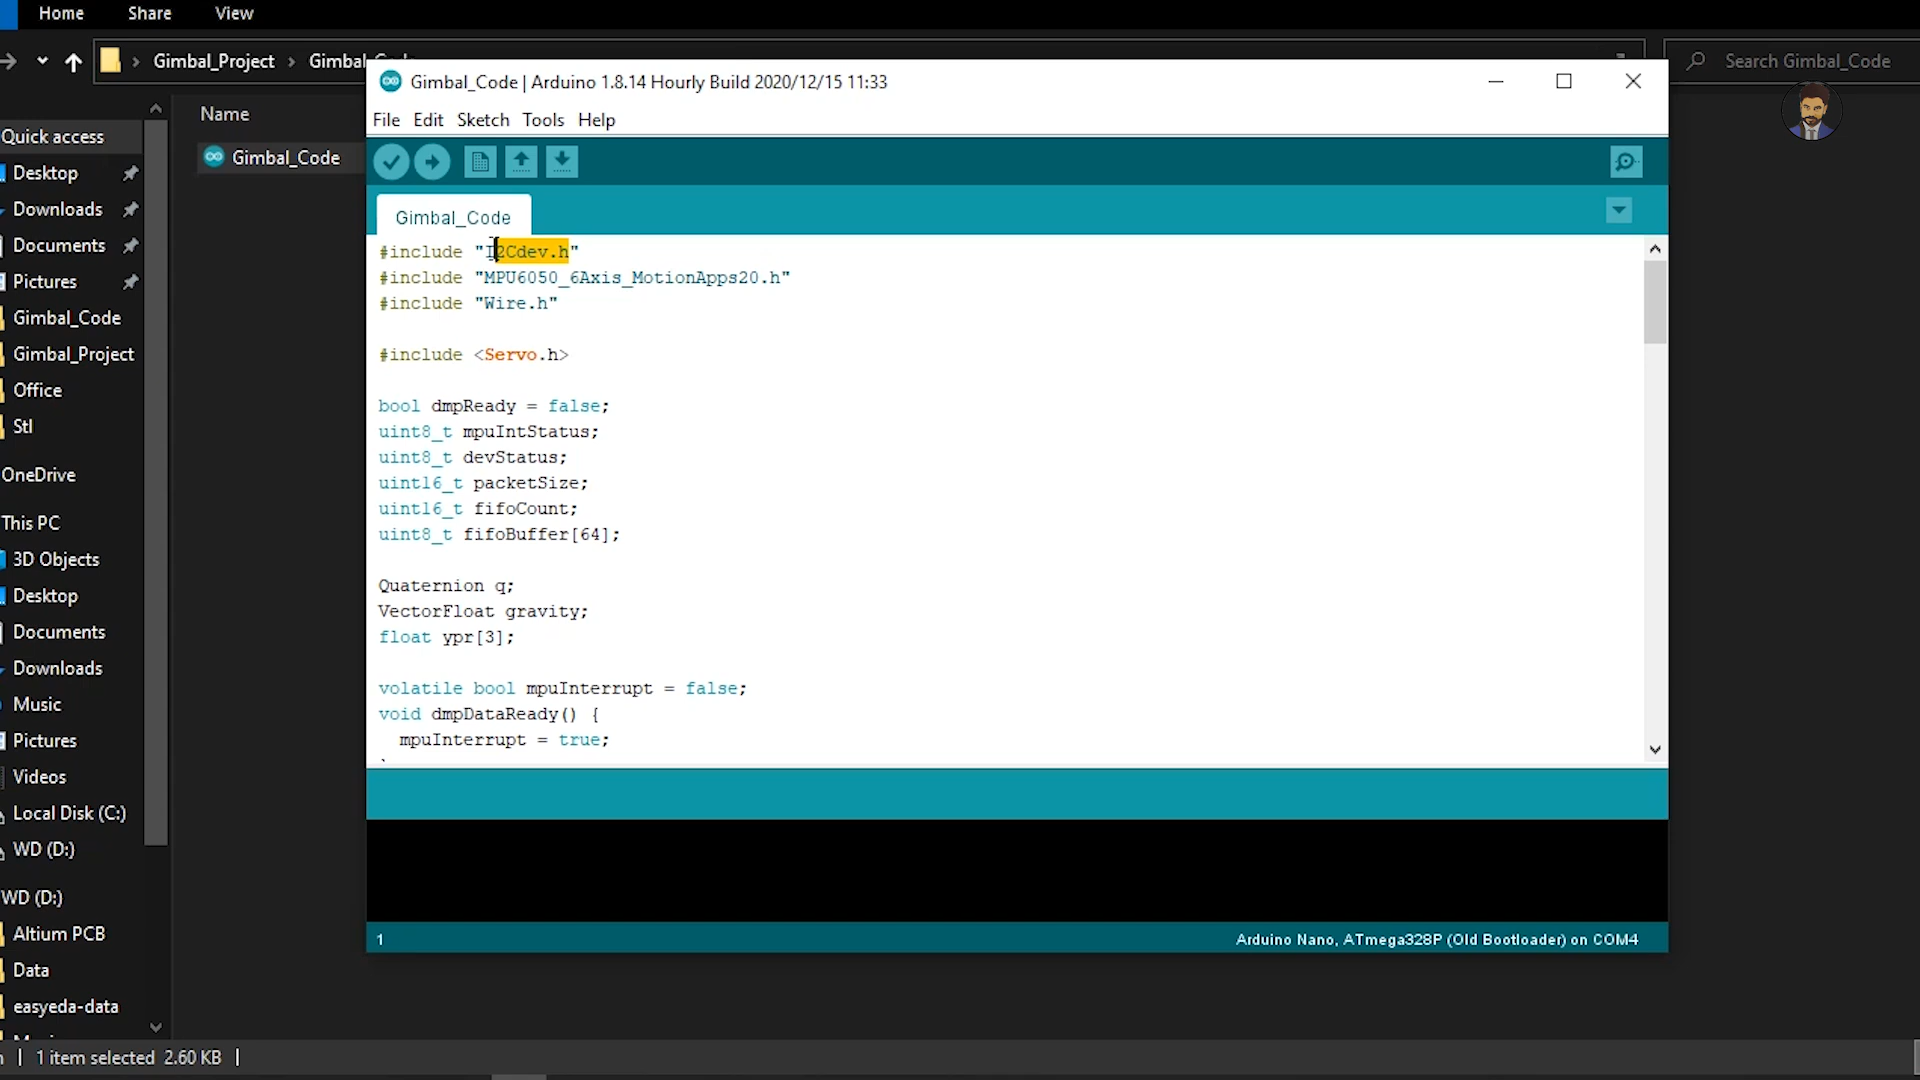 Home Share View
Gimbal_Project > Gimbal_Code
Search Gimbal_Code
Gimbal_Code | Arduino 1.8.14 Hourly Build 2020/12/15 11:33
File Edit Sketch Tools Help
Name
Gimbal_Code
Quick access
Desktop
Downloads
Documents
Pictures
Gimbal_Code
Gimbal_Project
Office
Stl
OneDrive
This PC
3D Objects
Desktop
Documents
Downloads
Music
Pictures
Videos
Local Disk (C:)
WD (D:)
WD (D:)
Altium PCB
Data
easyeda-data
Gimbal_Code
#include "I2Cdev.h"
#include "MPU6050_6Axis_MotionApps20.h"
#include "Wire.h"
#include <Servo.h>
bool dmpReady = false;
uint8_t mpuIntStatus;
uint8_t devStatus;
uint16_t packetSize;
uint16_t fifoCount;
uint8_t fifoBuffer[64];
Quaternion q;
VectorFloat gravity;
float ypr[3];
volatile bool mpuInterrupt = false;
void dmpDataReady() {
mpuInterrupt = true;
1
Arduino Nano, ATmega328P (Old Bootloader) on COM4
1 item selected 2.60 KB